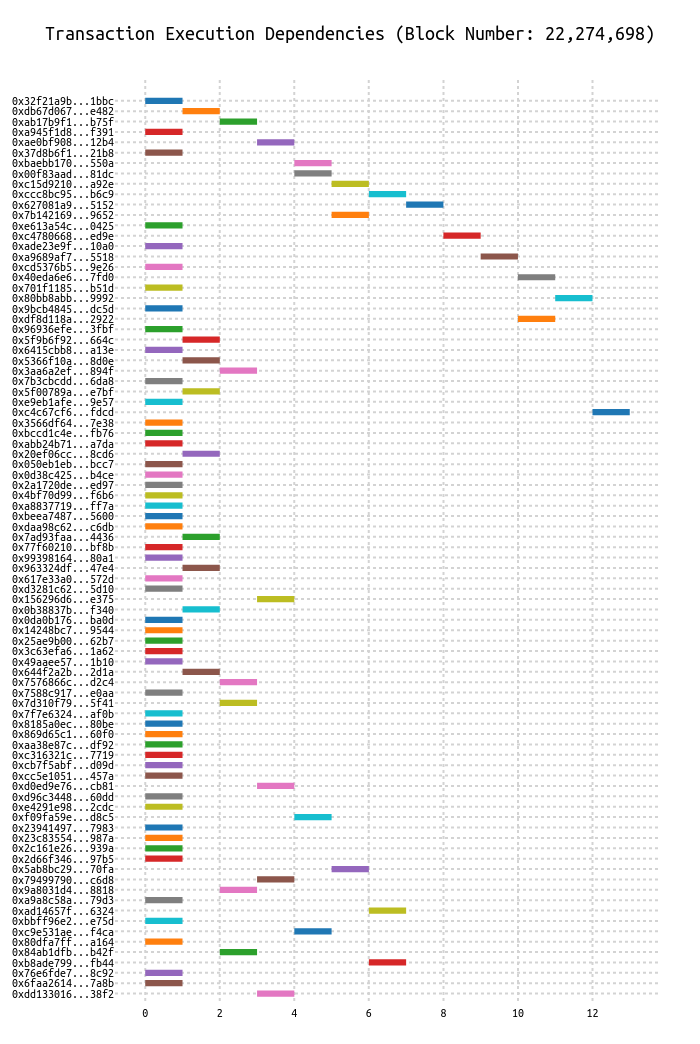 Transaction Execution Dependencies (Block Number: 22,274,698)
0x32f21a9b...1bbc
0xdb67d067...e482
0xab17b9f1...b75f
0xa945f1d8...f391
0xae0bf908...12b4
0x37d8b6f1...21b8
0xbaebb170...550a
0x00f83aad...81dc
0xc15d9210...a92e
0xccc8bc95...b6c9
0x627081a9...5152
0x7b142169...9652
0xe613a54c...0425
0xc4780668...ed9e
0xade23e9f...10a0
0xa9689af7...5518
0xcd5376b5...9e26
0x40eda6e6...7fd0
0x701f1185...b51d
0x80bb8abb...9992
0x9bcb4845...dc5d
0xdf8d118a...2922
0x96936efe...3fbf
0x5f9b6f92...664c
0x6415cbb8...a13e
0x5366f10a...8d0e
0x3aa6a2ef...894f
0x7b3cbcdd...6da8
0x5f00789a...e7bf
0xe9eb1afe...9e57
0xc4c67cf6...fdcd
0x3566df64...7e38
0xbccd1c4e...fb76
0xabb24b71...a7da
0x20ef06cc...8cd6
0x050eb1eb...bcc7
0x0d38c425...b4ce
0x2a1720de...ed97
0x4bf70d99...f6b6
0xa8837719...ff7a
0xbeea7487...5600
0xdaa98c62...c6db
0x7ad93faa...4436
0x77f60210...bf8b
0x99398164...80a1
0x963324df...47e4
0x617e33a0...572d
0xd3281c62...5d10
0x156296d6...e375
0x0b38837b...f340
0x0da0b176...ba0d
0x14248bc7...9544
0x25ae9b00...62b7
0x3c63efa6...1a62
0x49aaee57...1b10
0x644f2a2b...2d1a
0x7576866c...d2c4
0x7588c917...e0aa
0x7d310f79...5f41
0x7f7e6324...af0b
0x8185a0ec...80be
0x869d65c1...60f0
0xaa38e87c...df92
0xc316321c...7719
0xcb7f5abf...d09d
0xcc5e1051...457a
0xd0ed9e76...cb81
0xd96c3448...60dd
0xe4291e98...2cdc
0xf09fa59e...d8c5
0x23941497...7983
0x23c83554...987a
0x2c161e26...939a
0x2d66f346...97b5
0x5ab8bc29...70fa
0x79499790...c6d8
0x9a8031d4...8818
0xa9a8c58a...79d3
0xad14657f...6324
0xbbff96e2...e75d
0xc9e531ae...f4ca
0x80dfa7ff...a164
0x84ab1dfb...b42f
0xb8ade799...fb44
0x76e6fde7...8c92
0x6faa2614...7a8b
0xdd133016...38f2
0 2 4 6 8 10 12